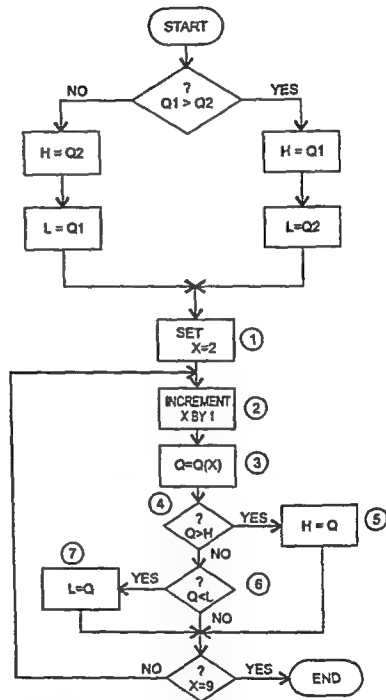 START
?
Q1 > Q2
NO
YES
H = Q2
H = Q1
L = Q1
L=Q2
SET
X=2
1
INCREMENT
X BY 1
2
Q=Q(X)
3
4
?
Q>H
YES
H = Q
5
NO
7
L=Q
YES
?
Q<L
6
NO
NO
?
X=9
YES
END